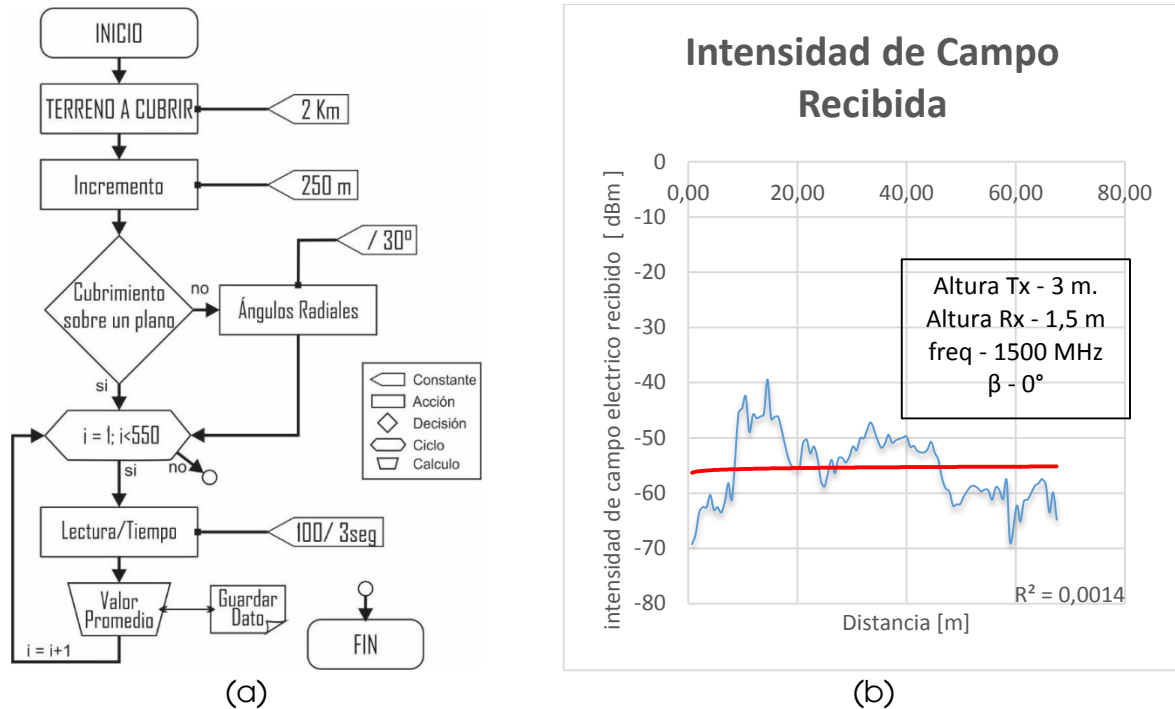 INICIO
TERRENO A CUBRIR
2 Km
Incremento
250 m
/ 30º
Cubrimiento
sobre un plano
no
Ángulos Radiales
si
Constante
Acción
Decisión
Ciclo
Calculo
i = 1; i<550
si
no
Lectura/Tiempo
100/ 3seg
Valor
Promedio
Guardar
Dato
i = i+1
FIN
(a)
Intensidad de Campo
Recibida
intensidad de campo electrico recibido [ dBm ]
0
-10
-20
-30
-40
-50
-60
-70
-80
0,00
20,00
40,00
60,00
80,00
Altura Tx - 3 m.
Altura Rx - 1,5 m
freq - 1500 MHz
β - 0°
R² = 0,0014
Distancia [m]
(b)